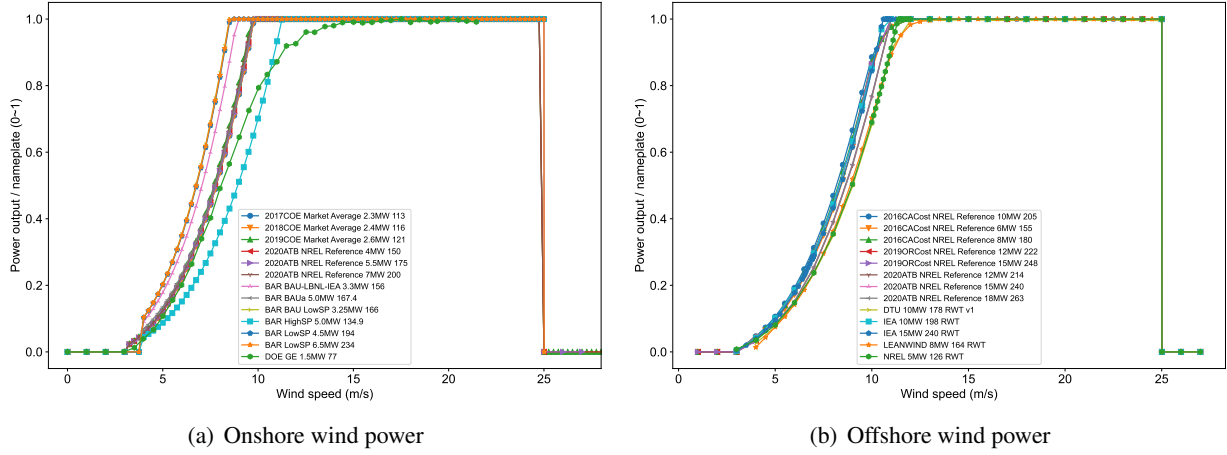 Power output / nameplate (0~1)
1.0
0.8
0.6
0.4
0.2
0.0
2017COE Market Average 2.3MW 113
2018COE Market Average 2.4MW 116
2019COE Market Average 2.6MW 121
2020ATB NREL Reference 4MW 150
2020ATB NREL Reference 5.5MW 175
2020ATB NREL Reference 7MW 200
BAR BAU-LBNL-IEA 3.3MW 156
BAR BAUa 5.0MW 167.4
BAR BAU LowSP 3.25MW 166
BAR HighSP 5.0MW 134.9
BAR LowSP 4.5MW 194
BAR LowSP 6.5MW 234
DOE GE 1.5MW 77
0 5 10 15 20 25
Wind speed (m/s)
(a) Onshore wind power
Power output / nameplate (0~1)
1.0
0.8
0.6
0.4
0.2
0.0
2016CACost NREL Reference 10MW 205
2016CACost NREL Reference 6MW 155
2016CACost NREL Reference 8MW 180
2019ORCost NREL Reference 12MW 222
2019ORCost NREL Reference 15MW 248
2020ATB NREL Reference 12MW 214
2020ATB NREL Reference 15MW 240
2020ATB NREL Reference 18MW 263
DTU 10MW 178 RWT v1
IEA 10MW 198 RWT
IEA 15MW 240 RWT
LEANWIND 8MW 164 RWT
NREL 5MW 126 RWT
0 5 10 15 20 25
Wind speed (m/s)
(b) Offshore wind power